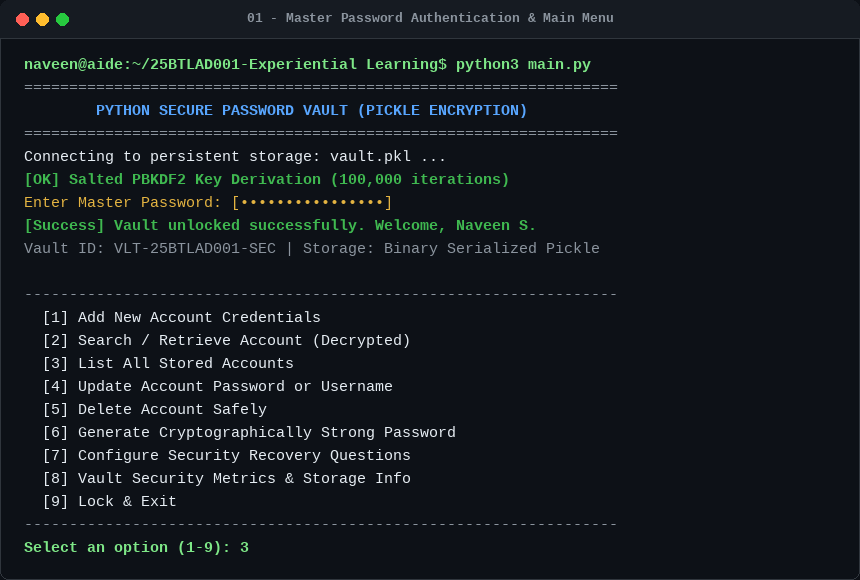 01 - Master Password Authentication & Main Menu
naveen@aide:~/25BTLAD001-Experiential Learning$ python3 main.py
==================================================================
PYTHON SECURE PASSWORD VAULT (PICKLE ENCRYPTION)
==================================================================
Connecting to persistent storage: vault.pkl ...
[OK] Salted PBKDF2 Key Derivation (100,000 iterations)
Enter Master Password: [••••••••••••••••]
[Success] Vault unlocked successfully. Welcome, Naveen S.
Vault ID: VLT-25BTLAD001-SEC | Storage: Binary Serialized Pickle
------------------------------------------------------------------
[1] Add New Account Credentials
[2] Search / Retrieve Account (Decrypted)
[3] List All Stored Accounts
[4] Update Account Password or Username
[5] Delete Account Safely
[6] Generate Cryptographically Strong Password
[7] Configure Security Recovery Questions
[8] Vault Security Metrics & Storage Info
[9] Lock & Exit
------------------------------------------------------------------
Select an option (1-9): 3